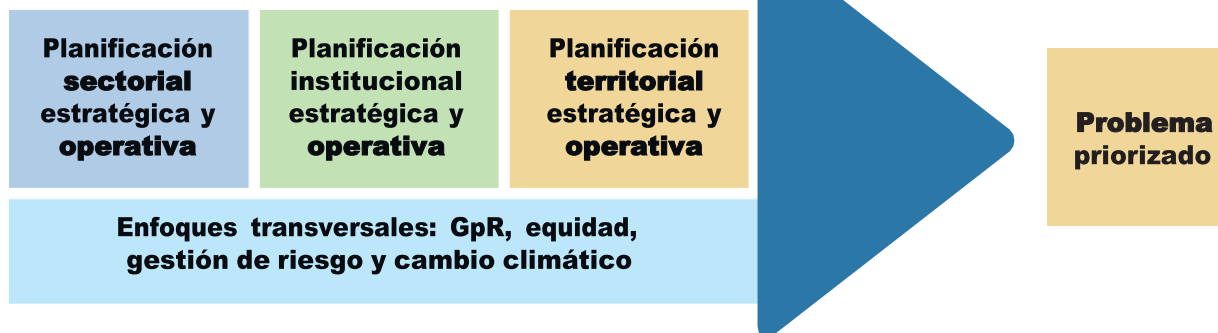 Planificación
sectorial
estratégica y
operativa
Planificación
institucional
estratégica y
operativa
Planificación
territorial
estratégica y
operativa
Enfoques transversales: GpR, equidad,
gestión de riesgo y cambio climático
Problema
priorizado